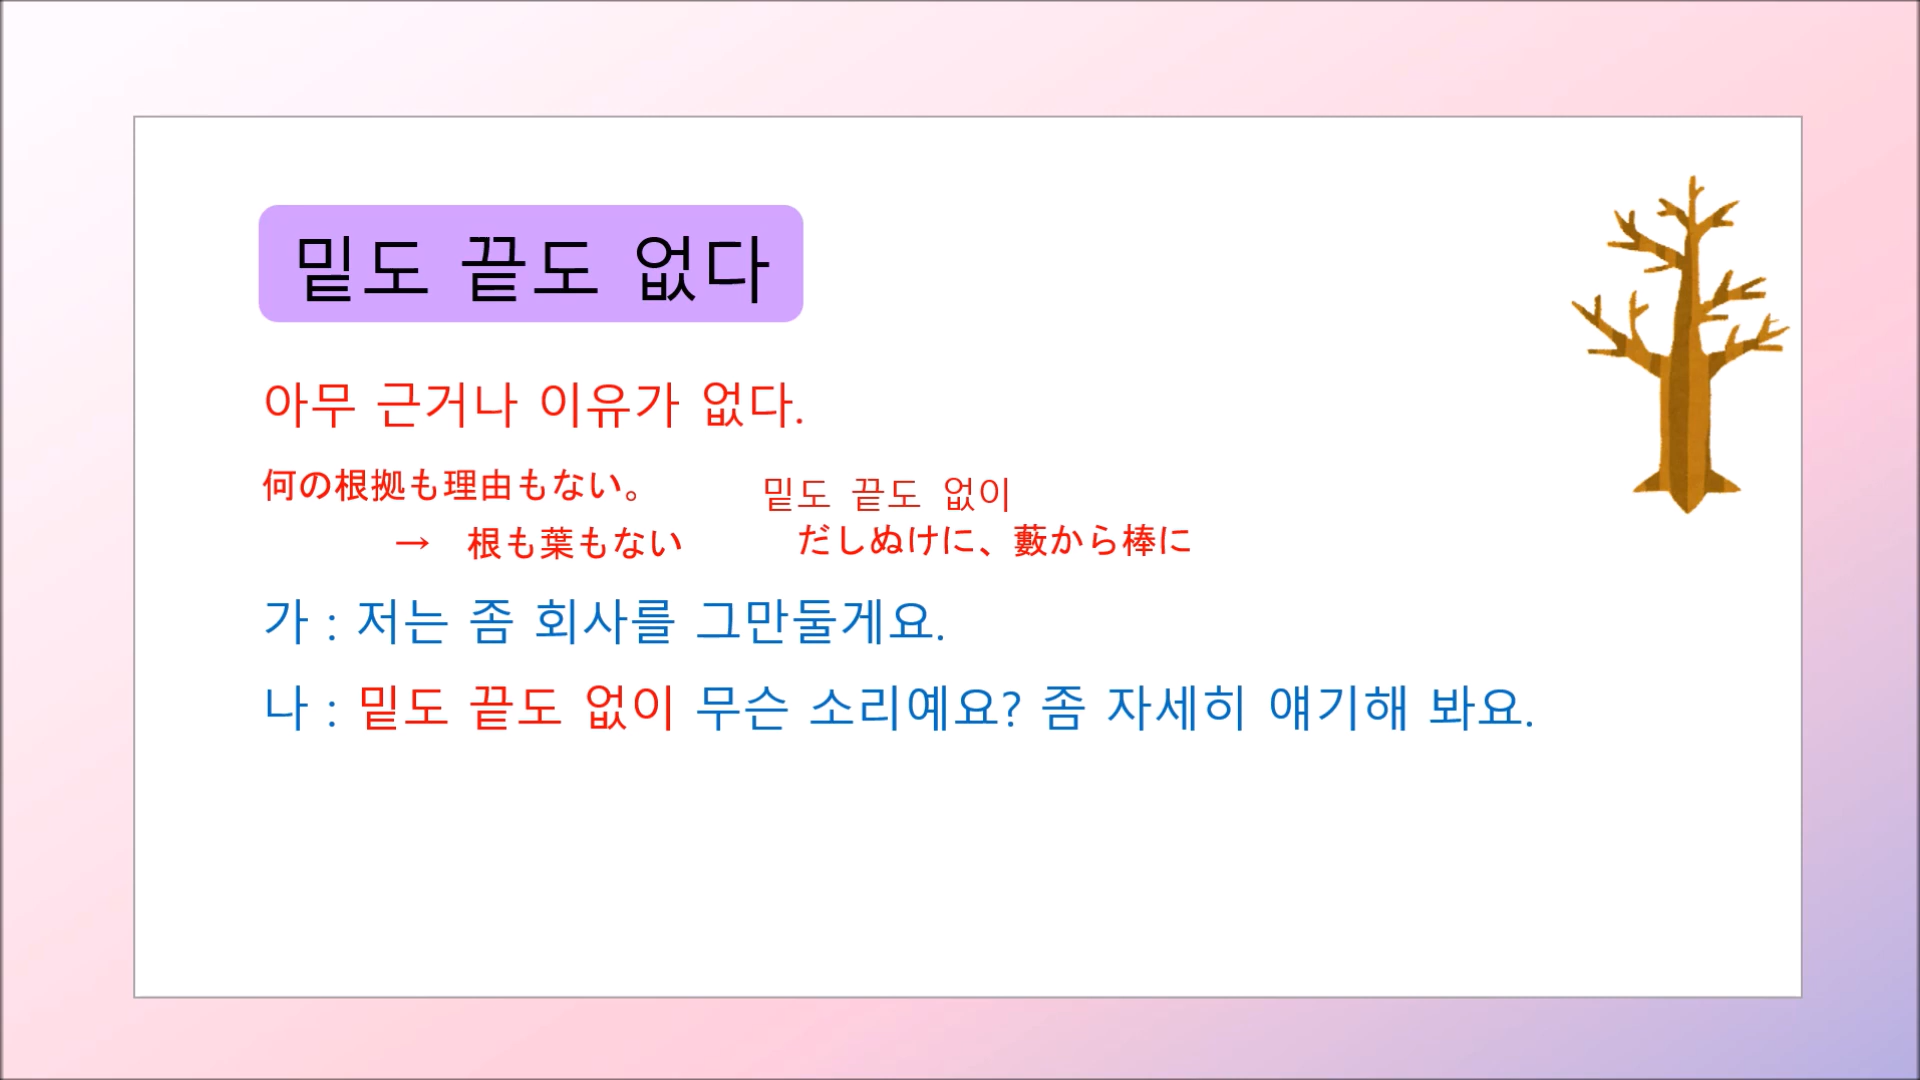 밑도 끝도 없다
아무 근거나 이유가 없다.
何の根拠も理由もない。
밑도 끝도 없이
→ 根も葉もない
だしぬけに、藪から棒に
가 : 저는 좀 회사를 그만둘게요.
나 : 밑도 끝도 없이 무슨 소리예요? 좀 자세히 얘기해 봐요.